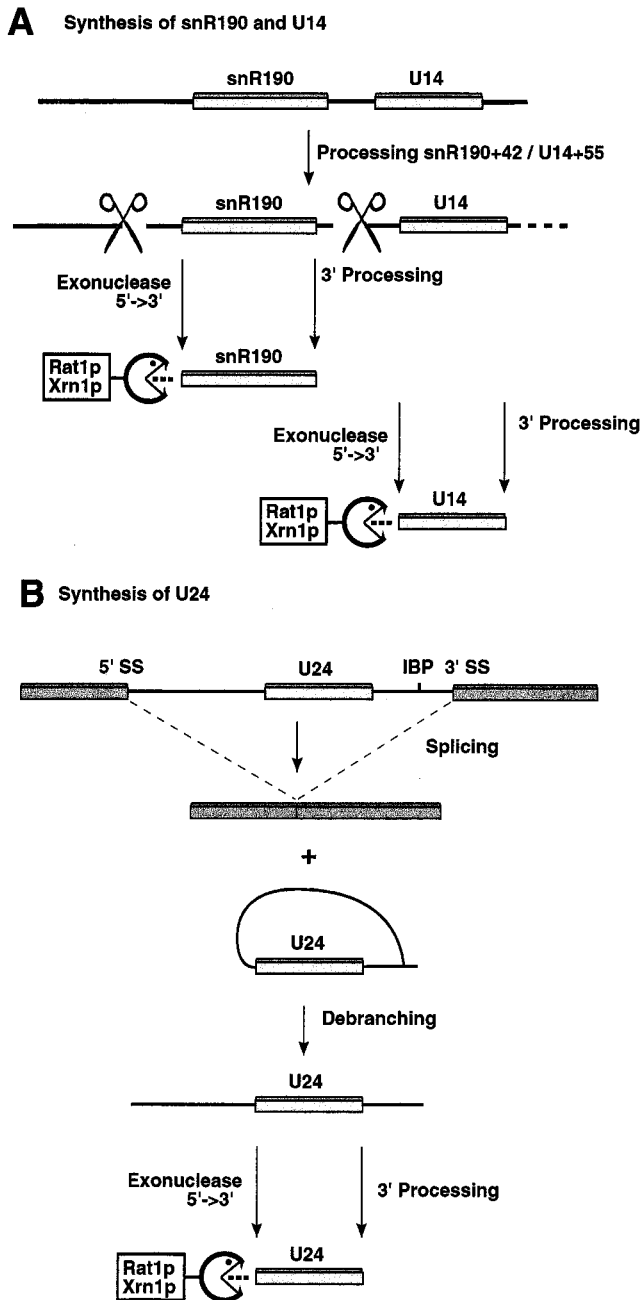 A Synthesis of snR190 and U14
snR190 U14
Processing snR190+42 / U14+55
snR190 U14
Exonuclease
5'->3'
3' Processing
snR190
Rat1p
Xrn1p
Exonuclease
5'->3'
3' Processing
U14
Rat1p
Xrn1p
B Synthesis of U24
5' SS U24 IBP 3' SS
Splicing
+
U24
Debranching
U24
Exonuclease
5'->3'
3' Processing
U24
Rat1p
Xrn1p